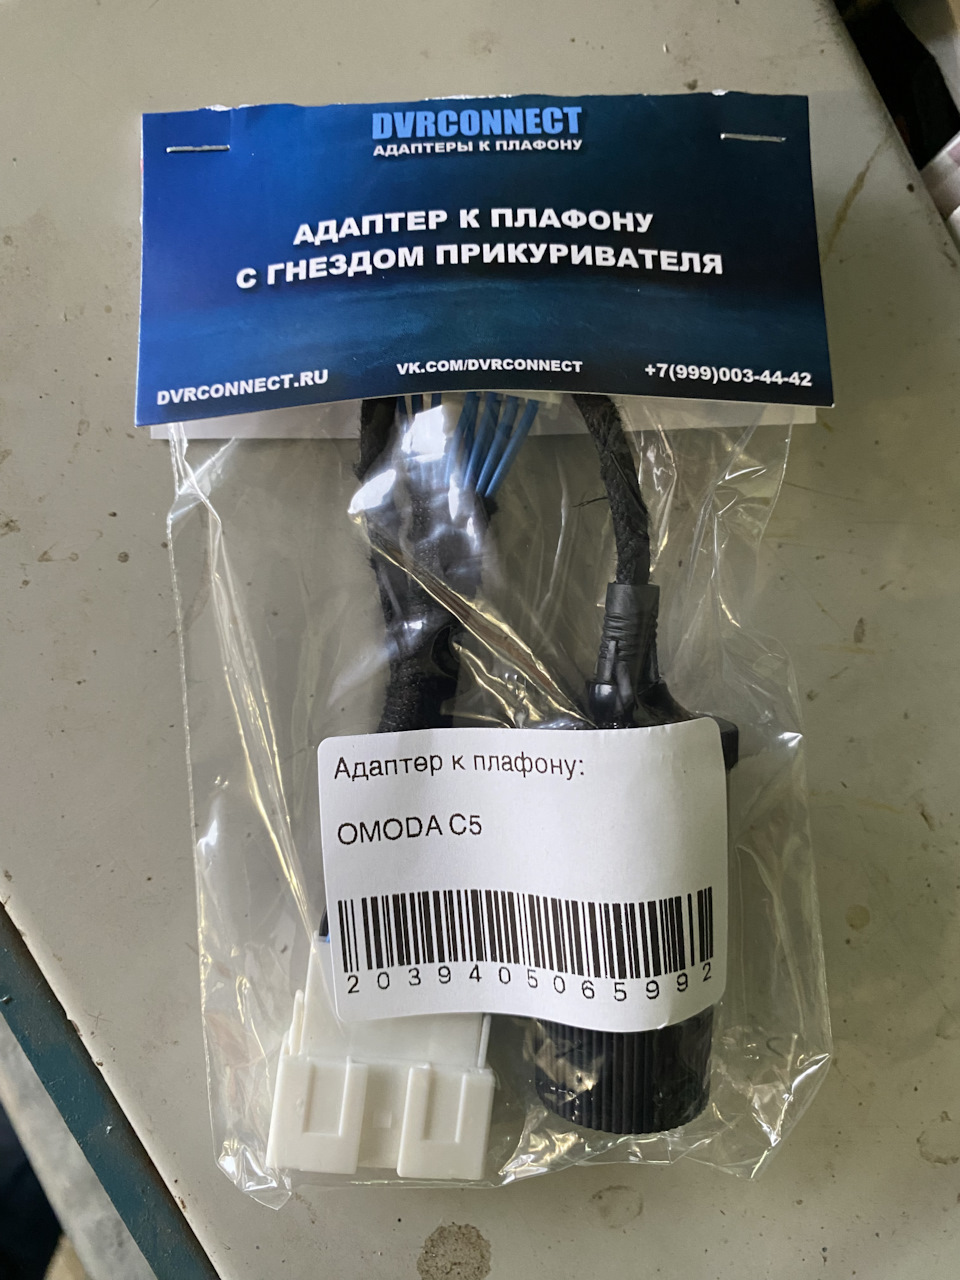 DVRCONNECT
АДАПТЕРЫ К ПЛАФОНУ
АДАПТЕР К ПЛАФОНУ
С ГНЕЗДОМ ПРИКУРИВАТЕЛЯ
DVRCONNECT.RU VK.COM/DVRCONNECT +7(999)003-44-42
Адаптер к плафону:
OMODA C5
2039405065992